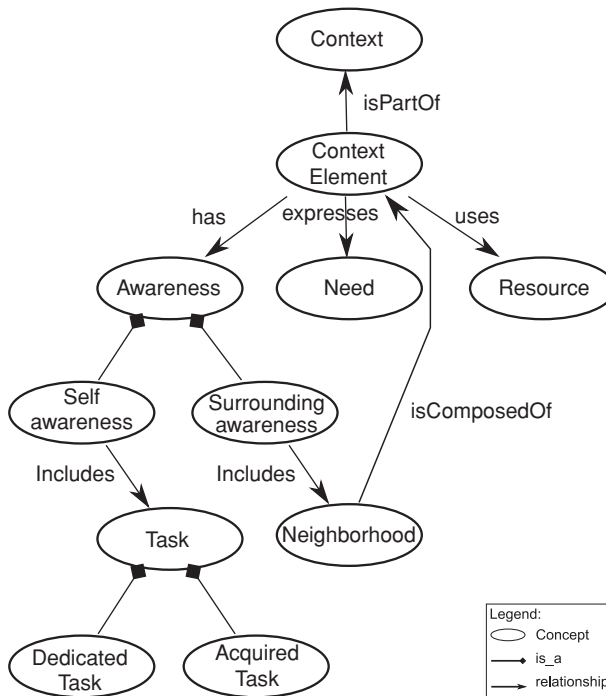 Context
isPartOf
Context
Element
has
expresses
uses
Awareness
Need
Resource
Self
awareness
Surrounding
awareness
isComposedOf
Includes
Includes
Task
Neighborhood
Dedicated
Task
Acquired
Task
Legend:
Concept
is_a
relationship